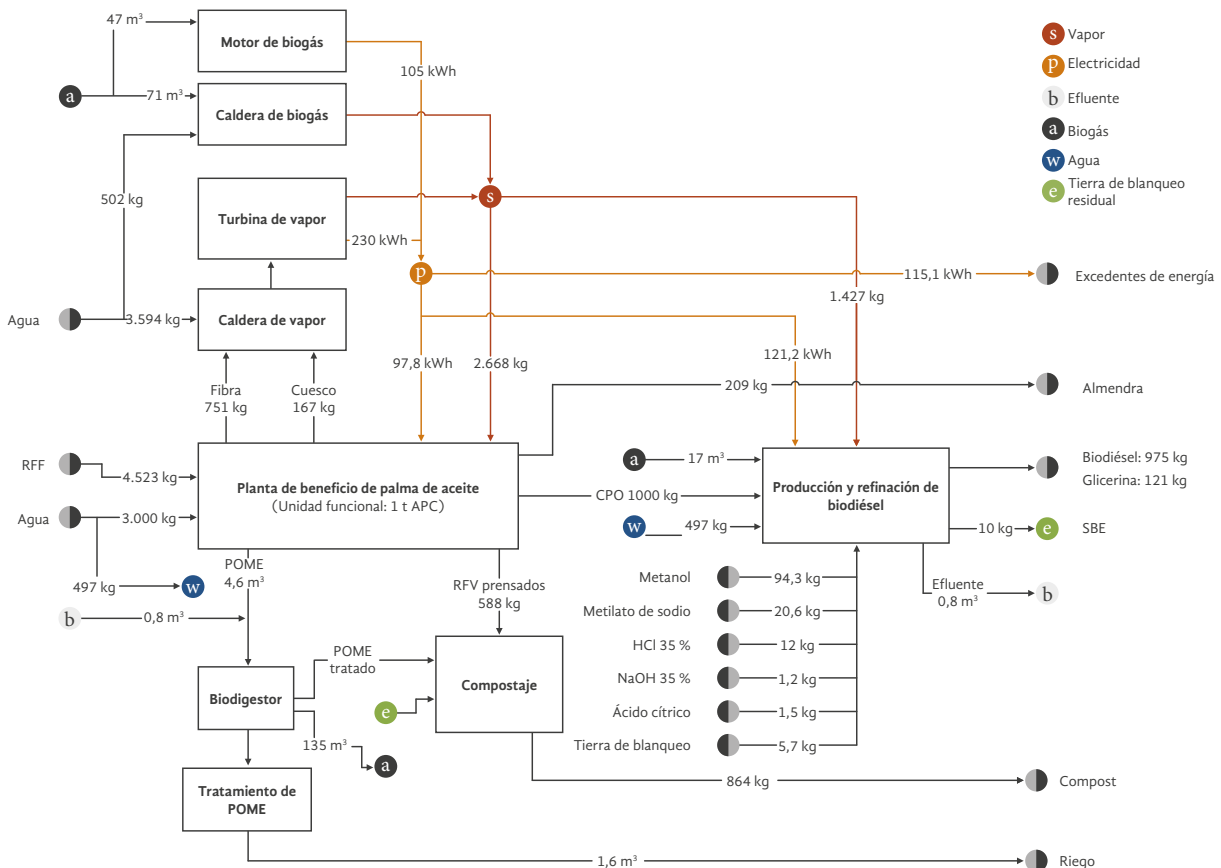 47 m³
Motor de biogás
105 kWh
a
71 m³
Caldera de biogás
502 kg
s
Turbina de vapor
230 kWh
p
115,1 kWh
Excedentes de energía
1.427 kg
Agua
3.594 kg
Caldera de vapor
97,8 kWh
2.668 kg
121,2 kWh
Fibra
751 kg
Cuesco
167 kg
209 kg
Almendra
RFF
4.523 kg
Planta de beneficio de palma de aceite
(Unidad funcional: 1 t APC)
a
17 m³
CPO 1000 kg
w
497 kg
Producción y refinación de
biodiésel
Biodiésel: 975 kg
Glicerina: 121 kg
10 kg
e
SBE
Agua
3.000 kg
497 kg
w
POME
4,6 m³
RFV prensados
588 kg
Efluente
0,8 m³
b
b
0,8 m³
Metanol
94,3 kg
Metilato de sodio
20,6 kg
HCl 35 %
12 kg
NaOH 35 %
1,2 kg
Ácido cítrico
1,5 kg
Tierra de blanqueo
5,7 kg
Biodigestor
POME
tratado
Compostaje
e
135 m³
a
Tratamiento de
POME
864 kg
Compost
1,6 m³
Riego
s
Vapor
p
Electricidad
b
Efluente
a
Biogás
w
Agua
e
Tierra de blanqueo
residual